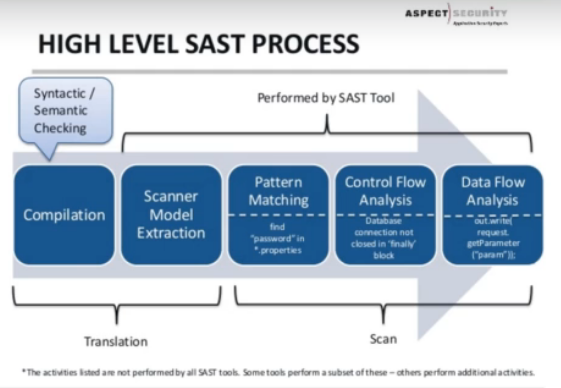 ASPECT SECURITY
Application Security Experts
HIGH LEVEL SAST PROCESS
Syntactic /
Semantic
Checking
Performed by SAST Tool
Compilation
Scanner
Model
Extraction
Pattern
Matching
find
"password" in
*.properties
Control Flow
Analysis
Database
connection not
closed in 'finally'
block
Data Flow
Analysis
out.write(
request.
getParameter
("param"));
Translation
Scan
*The activities listed are not performed by all SAST tools. Some tools perform a subset of these – others perform additional activities.